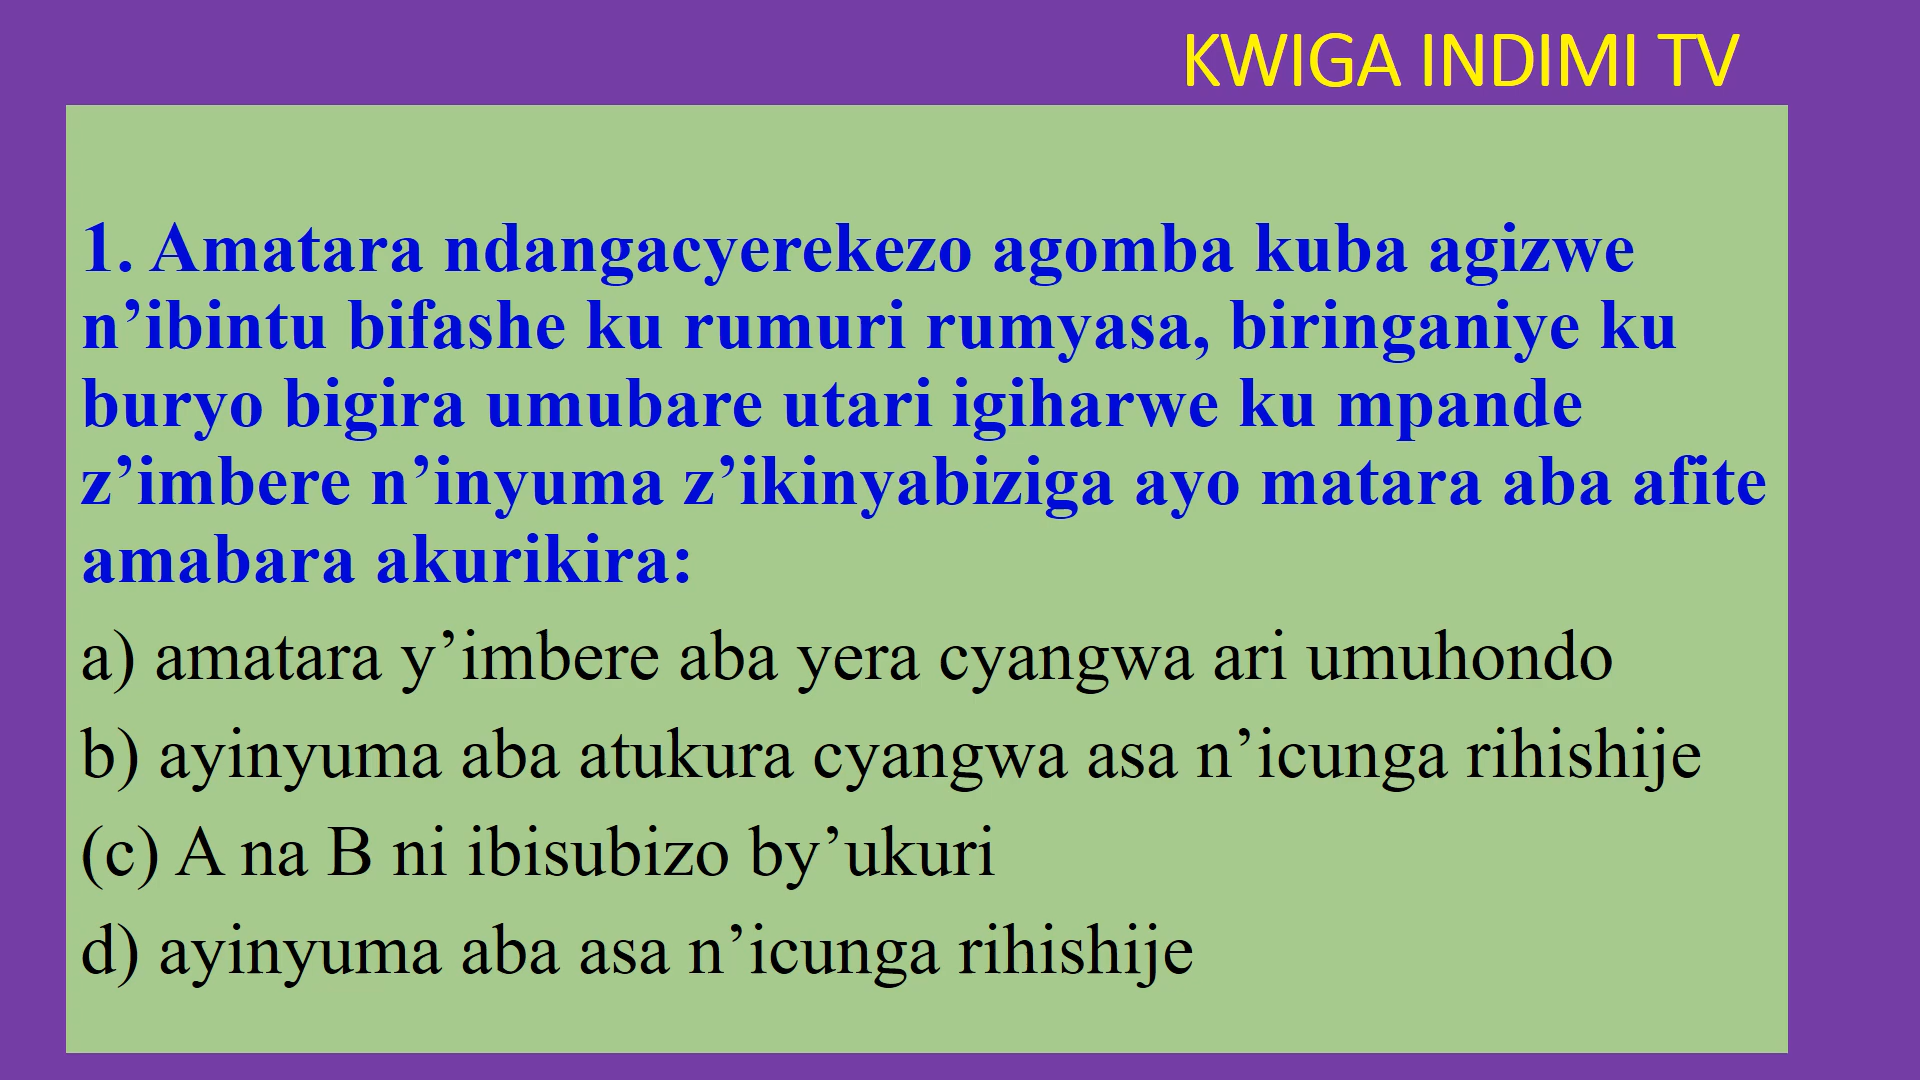 KWIGA INDIMI TV
1. Amatara ndangacyerekezo agomba kuba agizwe
n’ibintu bifashe ku rumuri rumyasa, biringaniye ku
buryo bigira umubare utari igiharwe ku mpande
z’imbere n’inyuma z’ikinyabiziga ayo matara aba afite
amabara akurikira:
a) amatara y’imbere aba yera cyangwa ari umuhondo
b) ayinyuma aba atukura cyangwa asa n’icunga rihishije
(c) A na B ni ibisubizo by’ukuri
d) ayinyuma aba asa n’icunga rihishije